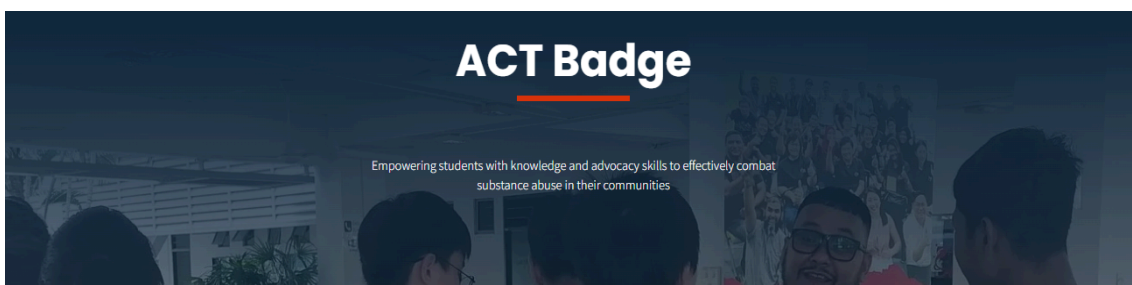 ACT Badge
Empowering students with knowledge and advocacy skills to effectively combat
substance abuse in their communities